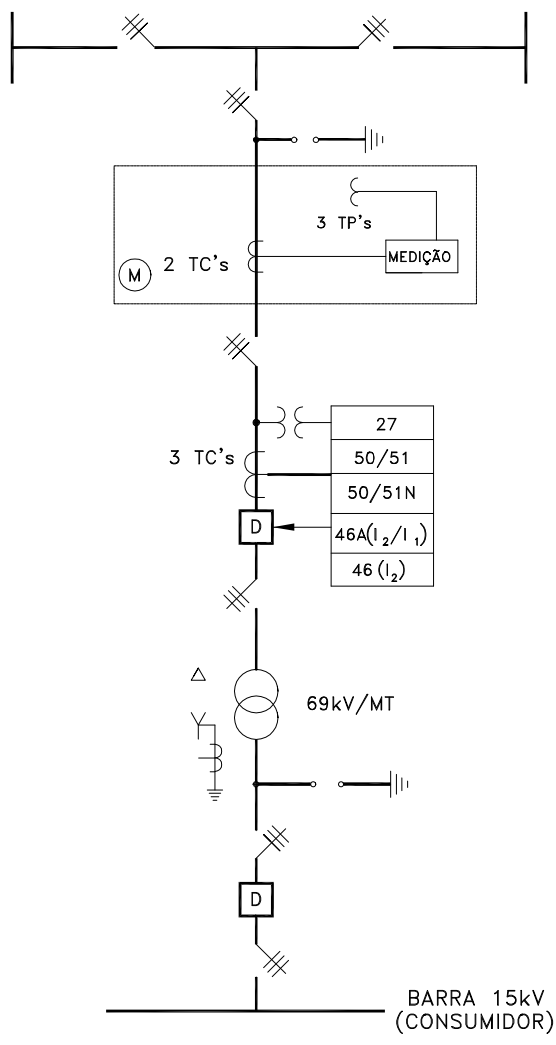 3 TP's
MEDIÇÃO
2 TC's
M
27
3 TC's
50/51
50/51N
D
46A(I₂/I₁)
46(I₂)
69kV/MT
D
BARRA 15kV
(CONSUMIDOR)